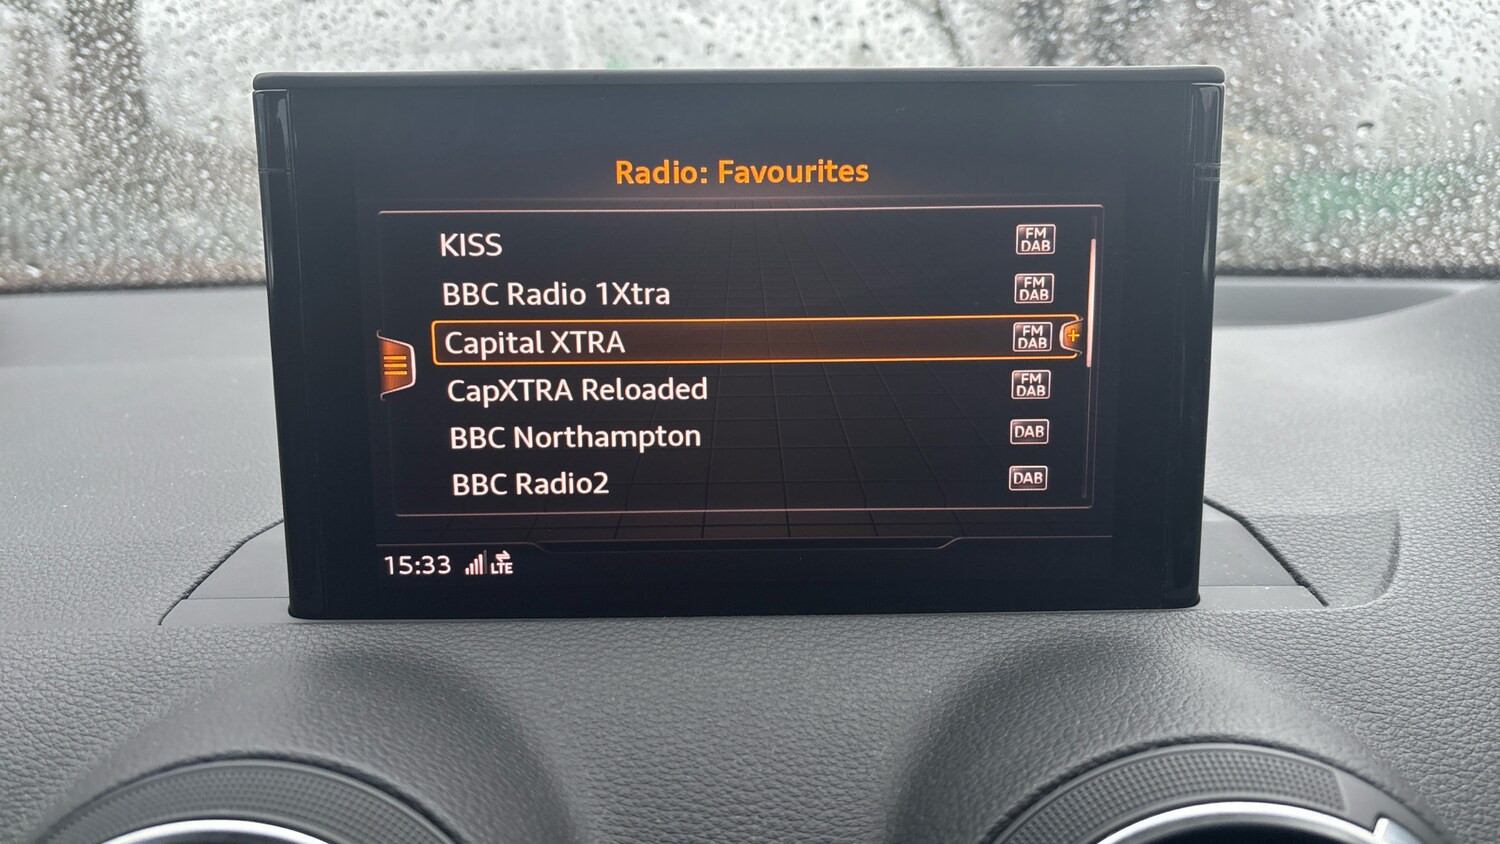 Radio: Favourites
KISS FM DAB
BBC Radio 1Xtra FM DAB
Capital XTRA FM DAB +
CapXTRA Reloaded FM DAB
BBC Northampton DAB
BBC Radio2 DAB
15:33 LTE